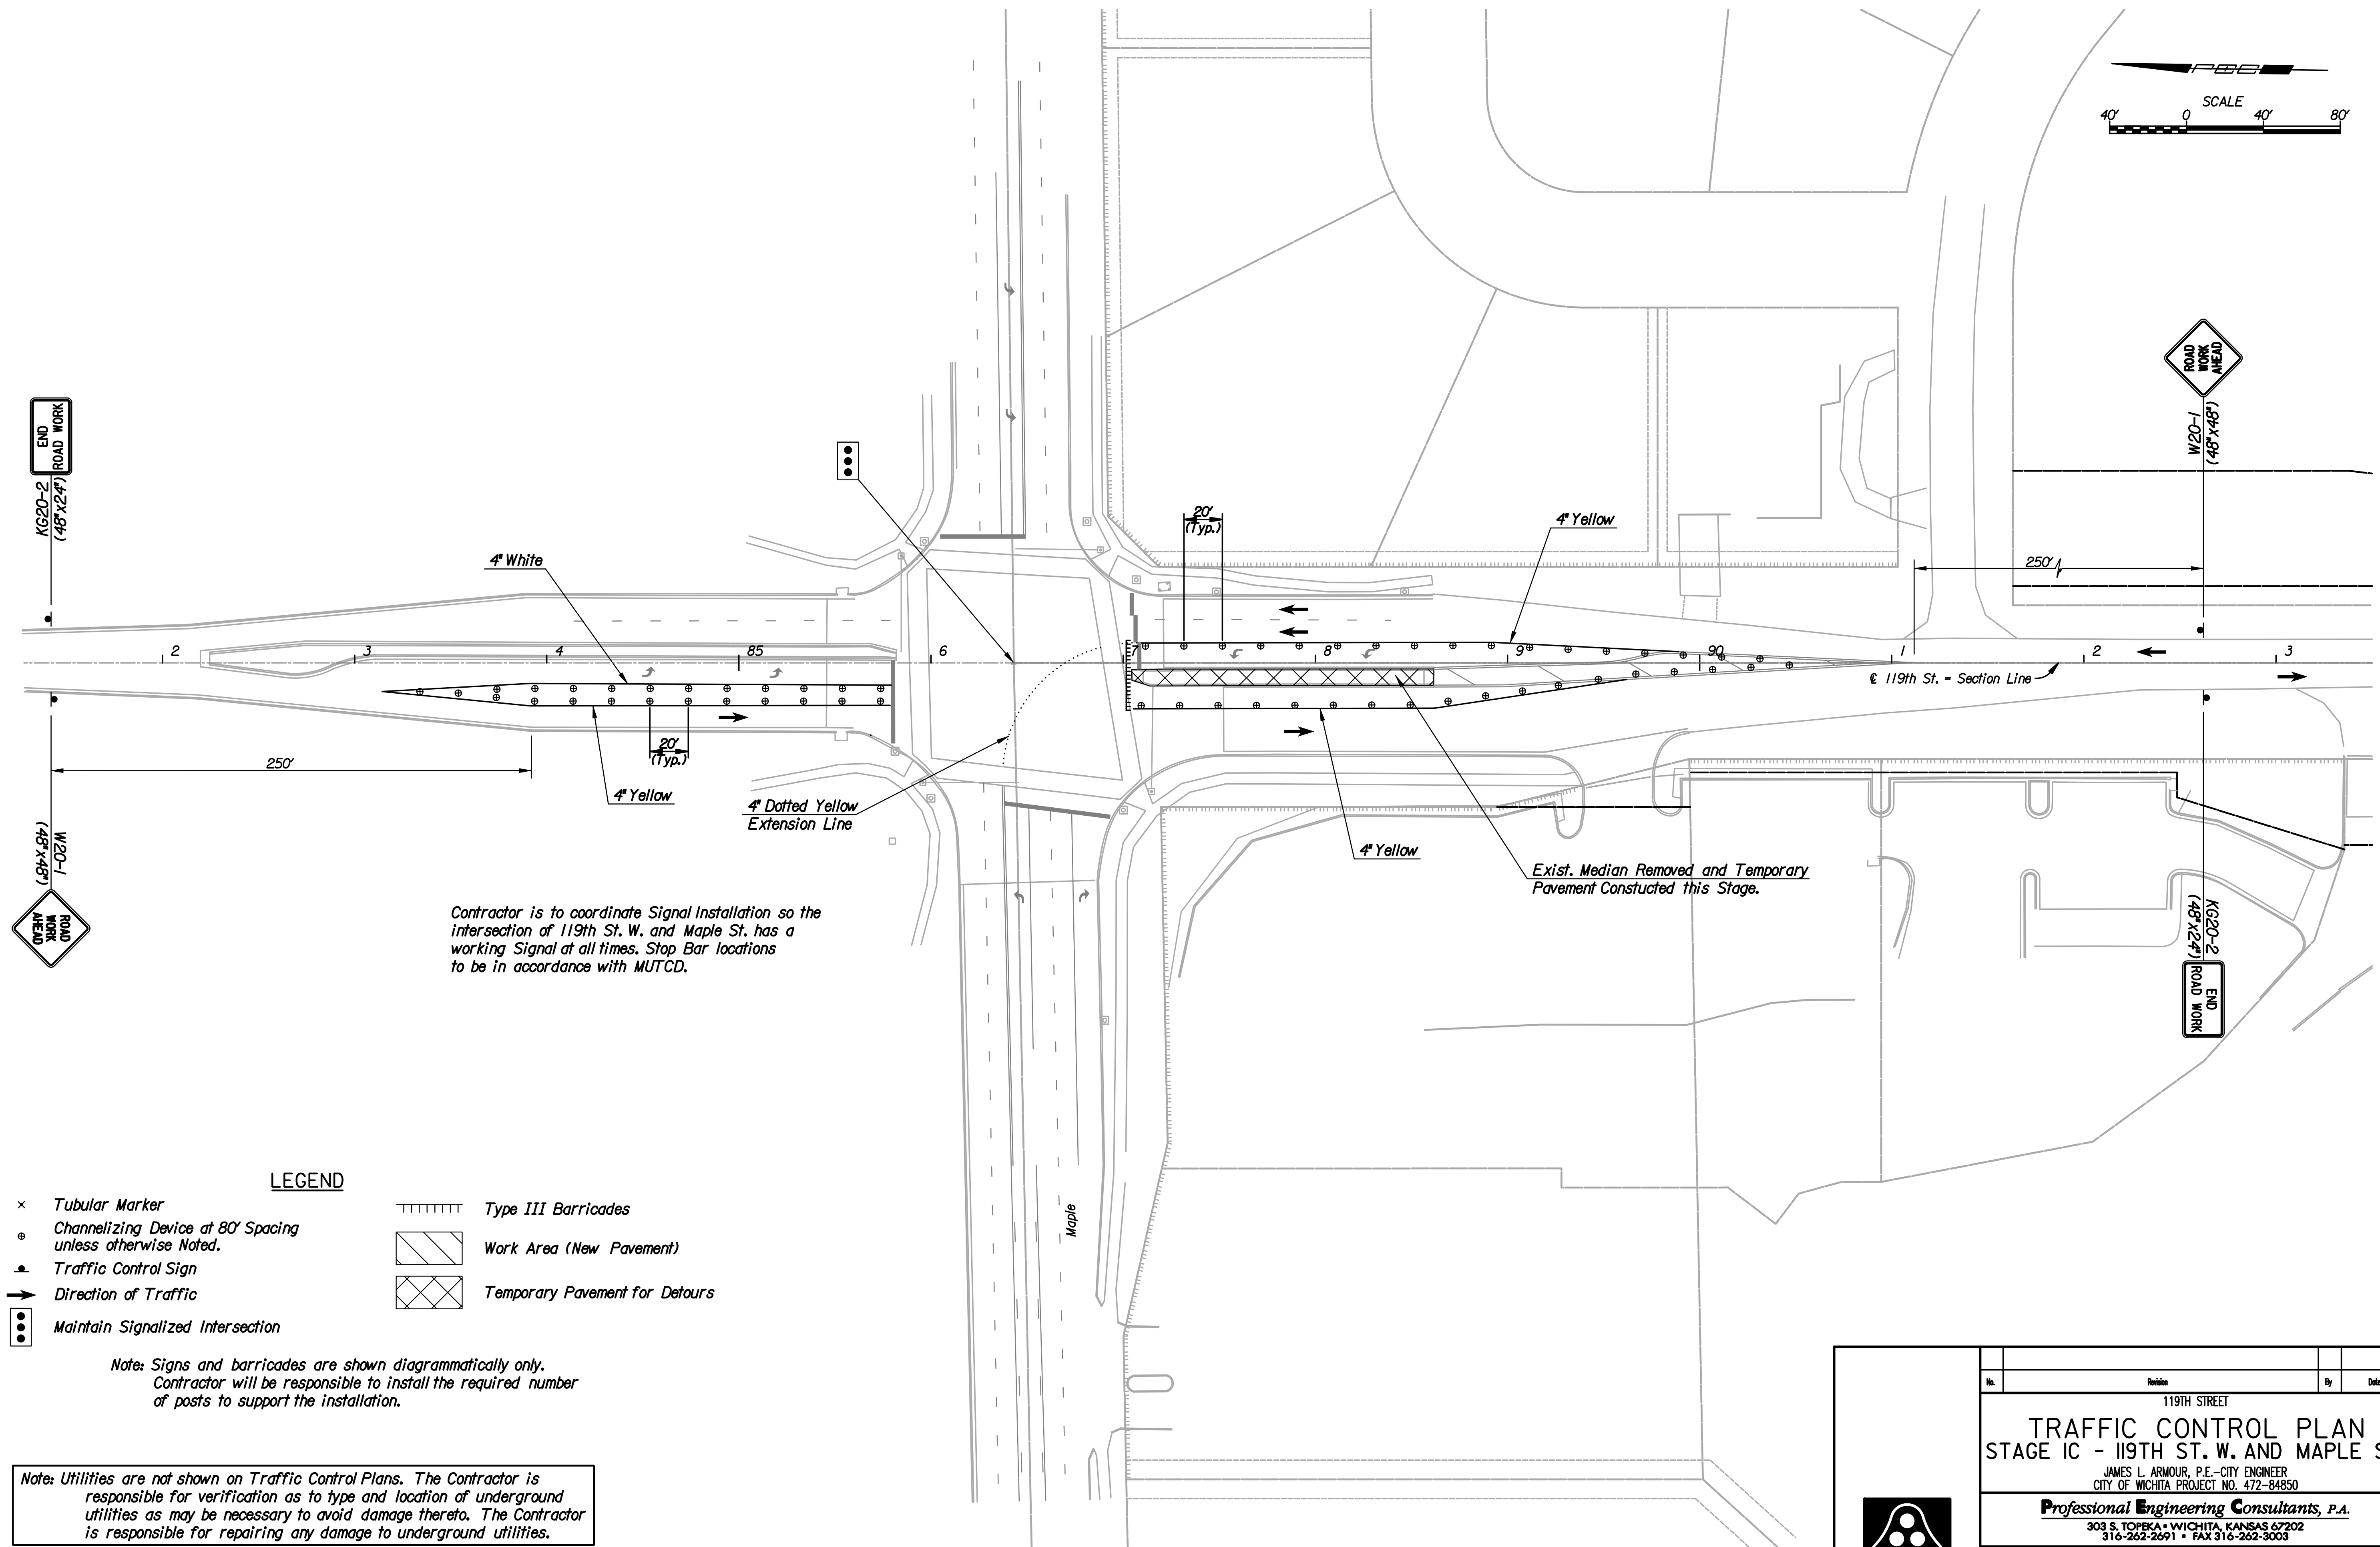 SCALE
40' 0 40' 80'
ROAD
WORK
AHEAD
W20-1
(48"x48")
END
ROAD WORK
KG20-2
(48"x24")
20'
(Typ.)
4" Yellow
4" White
250'
2 3 4 85 6 7 8 9 90 1 2 3
℄ 119th St. = Section Line
20'
(Typ.)
250'
4" Yellow
4" Dotted Yellow
Extension Line
4" Yellow
Exist. Median Removed and Temporary
Pavement Constucted this Stage.
W20-1
(48"x48")
ROAD
WORK
AHEAD
KG20-2
(48"x24")
END
ROAD WORK
Contractor is to coordinate Signal Installation so the
intersection of 119th St. W. and Maple St. has a
working Signal at all times. Stop Bar locations
to be in accordance with MUTCD.
Maple
LEGEND
Tubular Marker
Channelizing Device at 80' Spacing
unless otherwise Noted.
Traffic Control Sign
Direction of Traffic
Maintain Signalized Intersection
Type III Barricades
Work Area (New Pavement)
Temporary Pavement for Detours
Note: Signs and barricades are shown diagrammatically only.
Contractor will be responsible to install the required number
of posts to support the installation.
Note: Utilities are not shown on Traffic Control Plans. The Contractor is
responsible for verification as to type and location of underground
utilities as may be necessary to avoid damage thereto. The Contractor
is responsible for repairing any damage to underground utilities.
No. Revision By Date
119TH STREET
TRAFFIC CONTROL PLAN
STAGE 1C - 119TH ST. W. AND MAPLE S
JAMES L. ARMOUR, P.E.-CITY ENGINEER
CITY OF WICHITA PROJECT NO. 472-84850
Professional Engineering Consultants, P.A.
303 S. TOPEKA • WICHITA, KANSAS 67202
316-262-2691 • FAX 316-262-3003